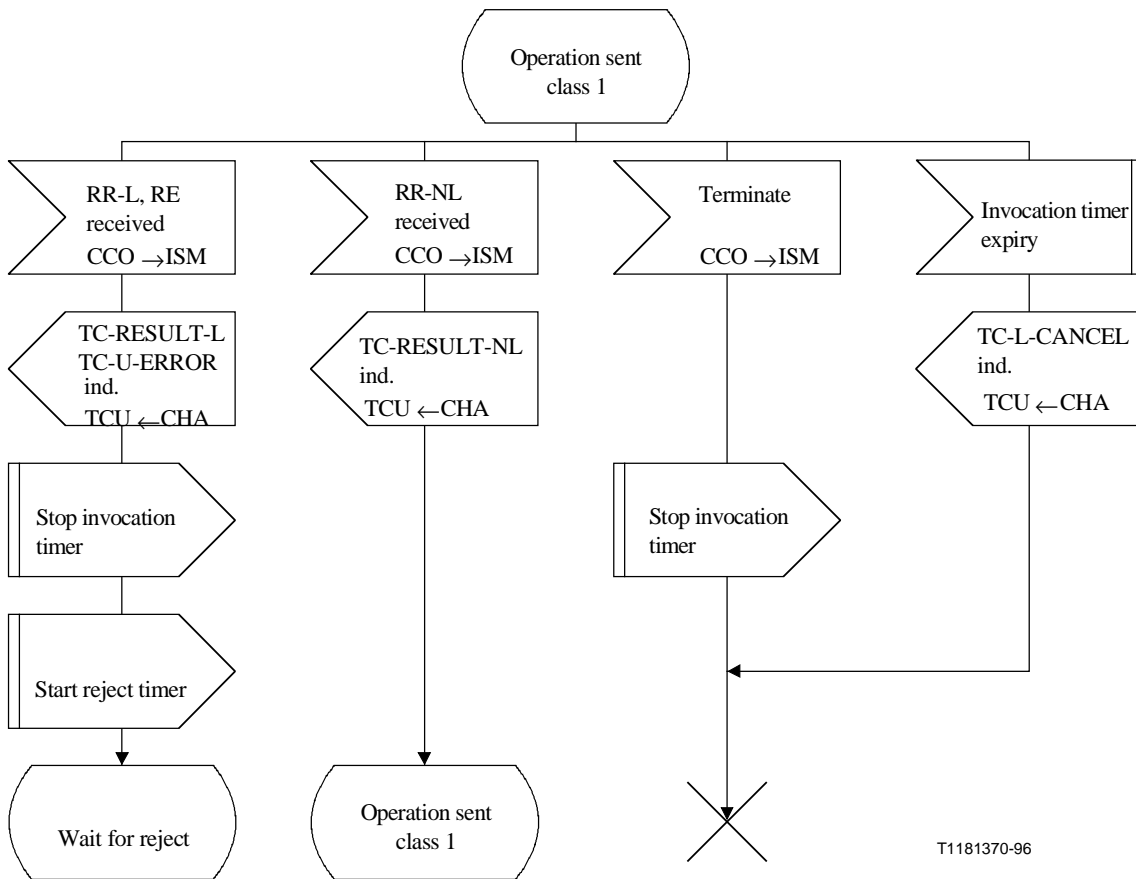 Operation sent
class 1
RR-L, RE
received
CCO →ISM
RR-NL
received
CCO →ISM
Terminate
CCO →ISM
Invocation timer
expiry
TC-RESULT-L
TC-U-ERROR
ind.
TCU ←CHA
TC-RESULT-NL
ind.
TCU ←CHA
TC-L-CANCEL
ind.
TCU ←CHA
Stop invocation
timer
Stop invocation
timer
Start reject timer
Wait for reject
Operation sent
class 1
T1181370-96